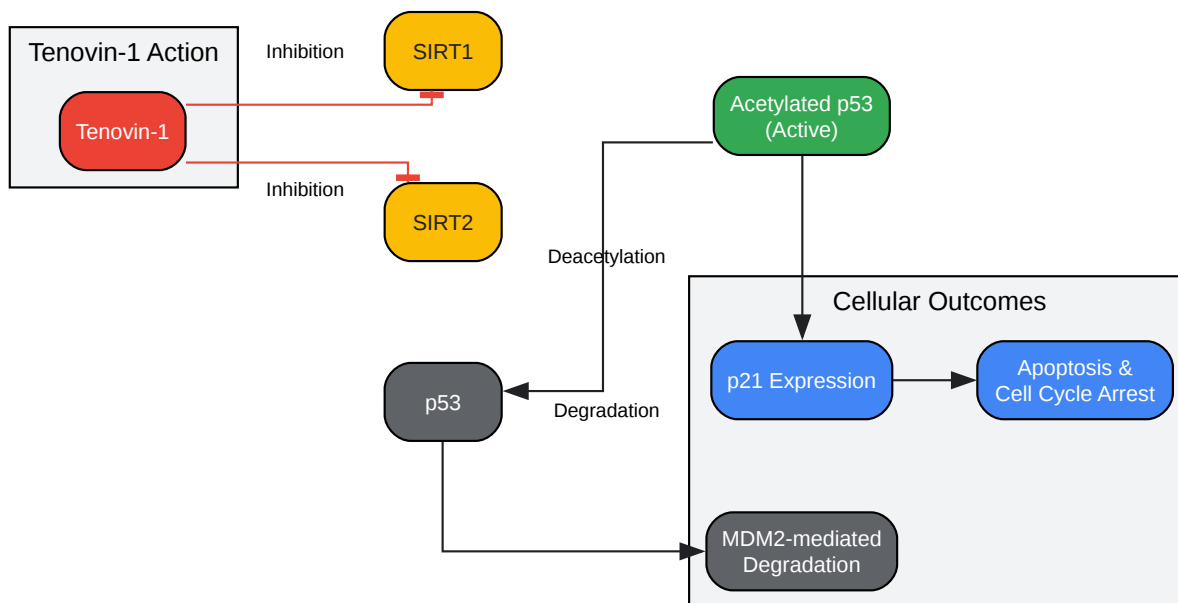 Tenovin-1 Action
Tenovin-1
Inhibition
Inhibition
SIRT1
SIRT2
Acetylated p53
(Active)
Deacetylation
p53
Degradation
Cellular Outcomes
p21 Expression
Apoptosis &
Cell Cycle Arrest
MDM2-mediated
Degradation